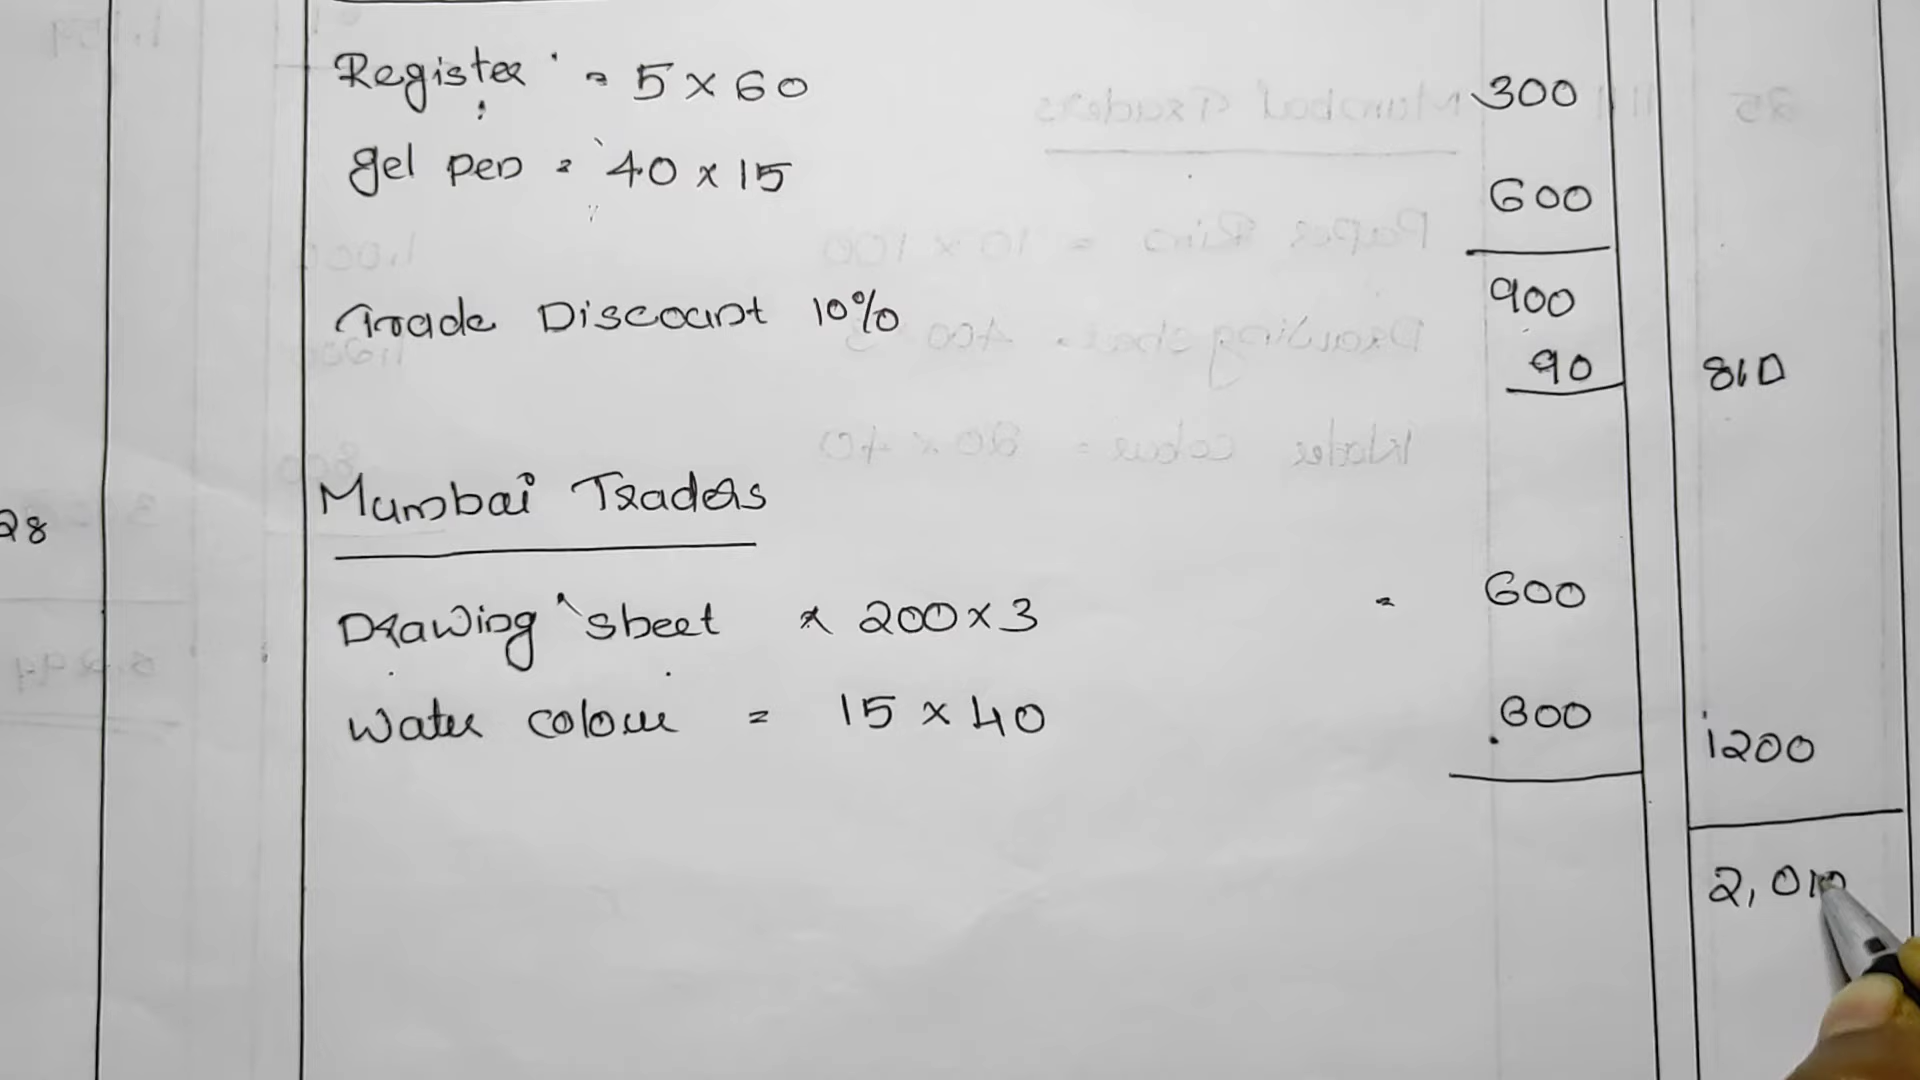 Register = 5 x 60 300
gel pen = 40 x 15 600
900
Trade Discount 10%
90 810
Mumbai Traders
28
Drawing sheet x 200 x 3 = 600
Water colour = 15 x 40 600 1200
2,010